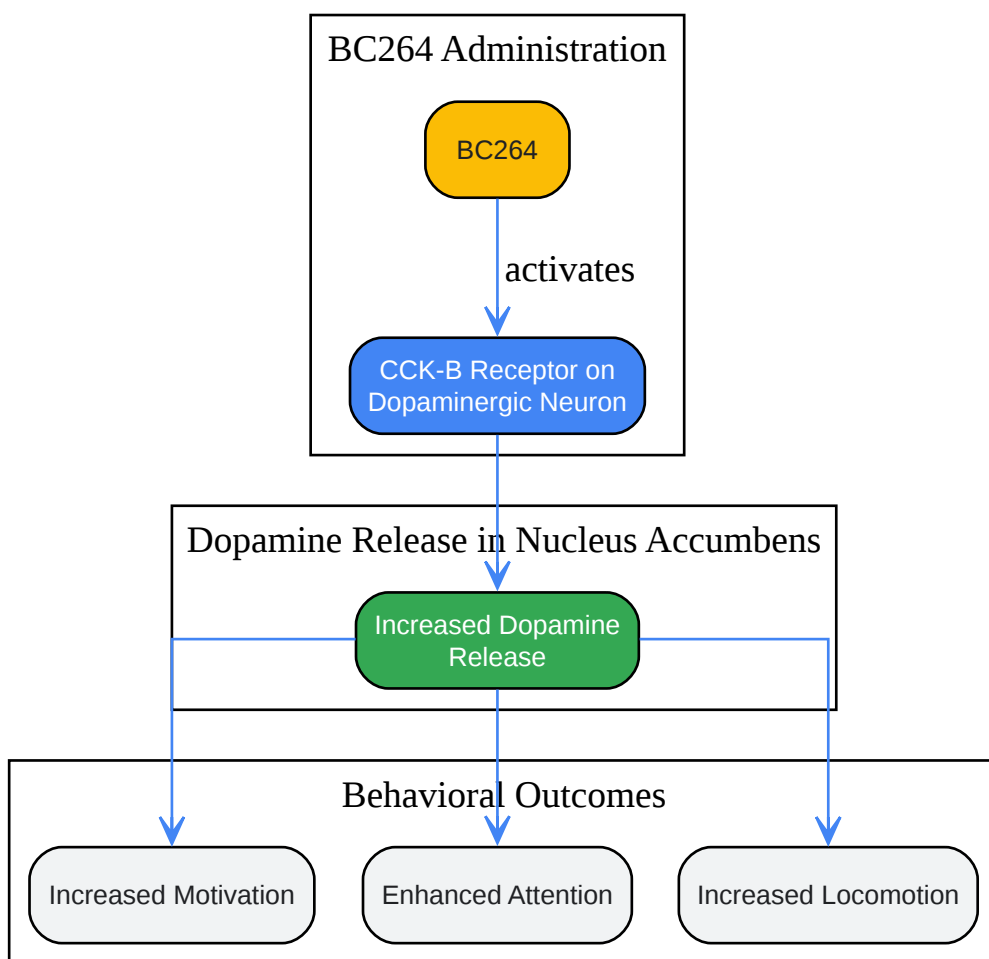 BC264 Administration
BC264
activates
CCK-B Receptor on
Dopaminergic Neuron
Dopamine Release in Nucleus Accumbens
Increased Dopamine
Release
Behavioral Outcomes
Increased Motivation
Enhanced Attention
Increased Locomotion